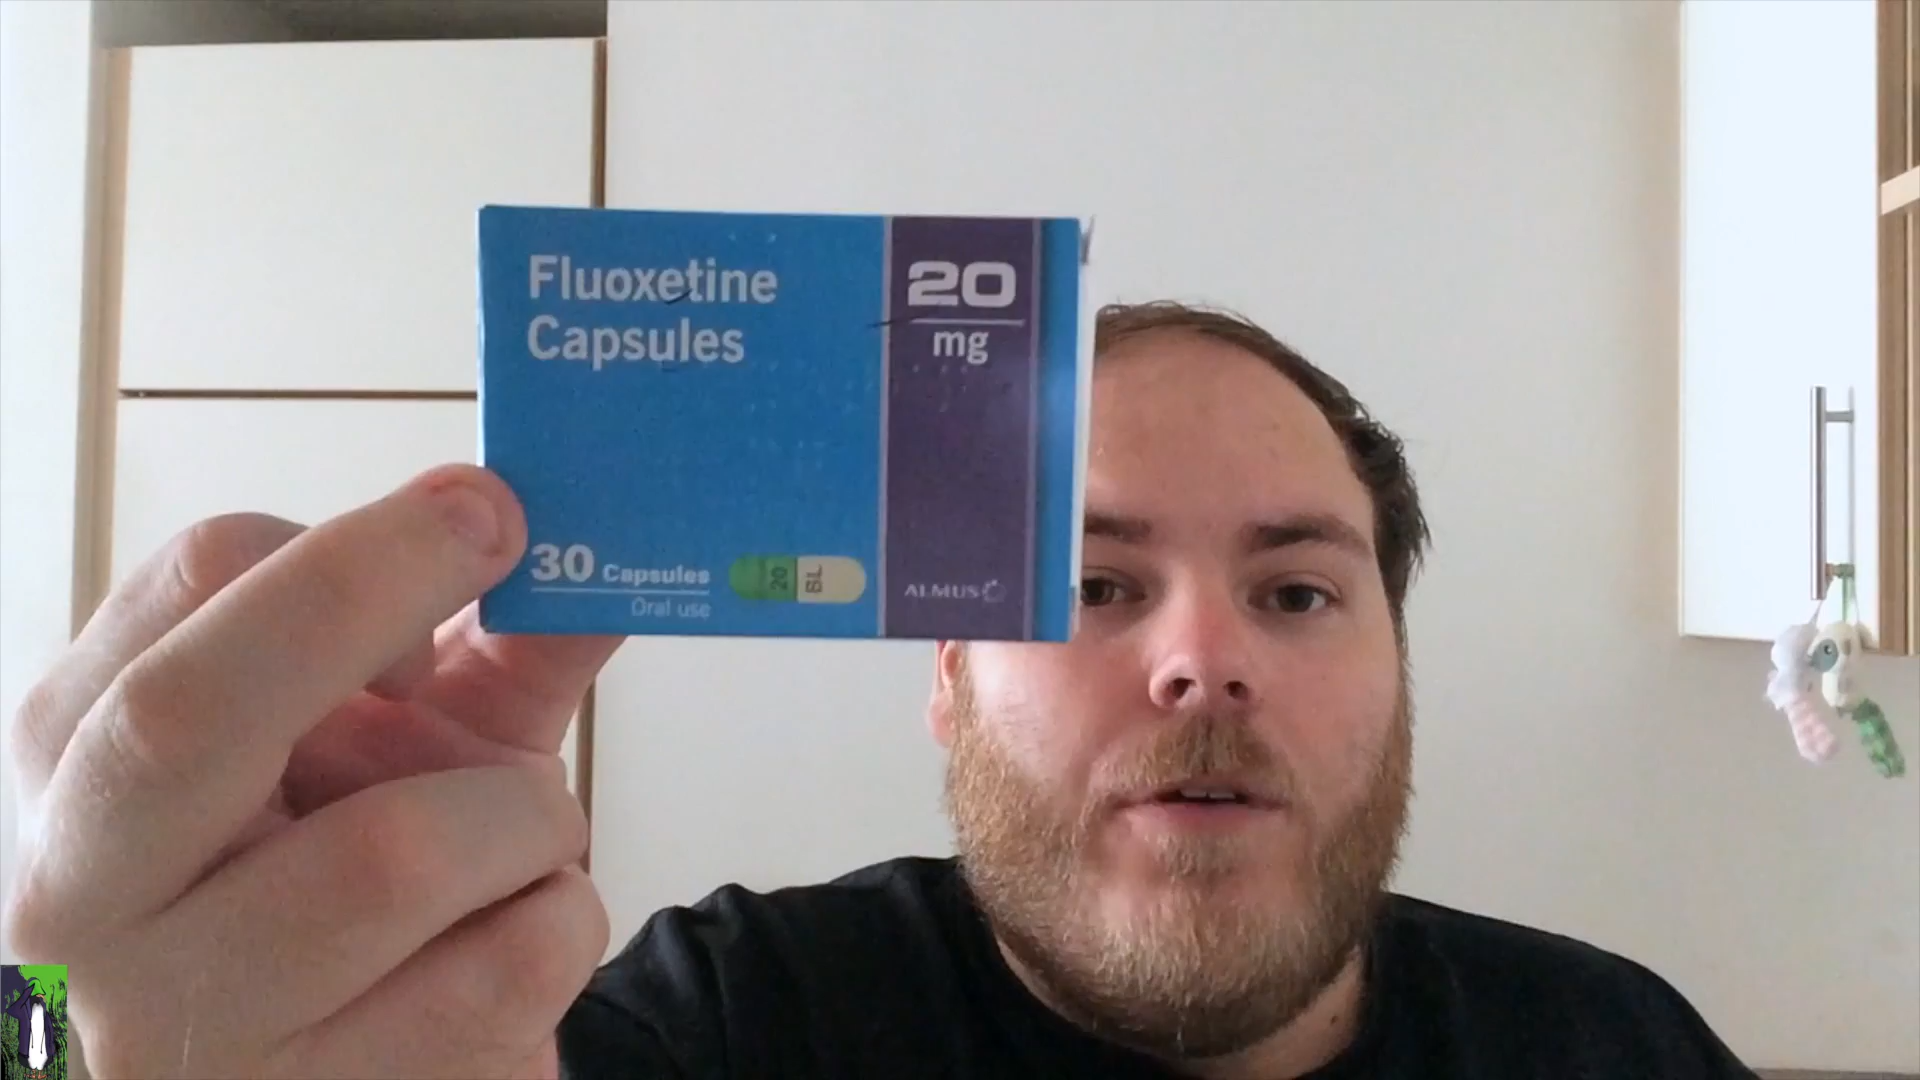 Fluoxetine
Capsules
20
mg
30 Capsules
Oral use
20
BL
ALMUS